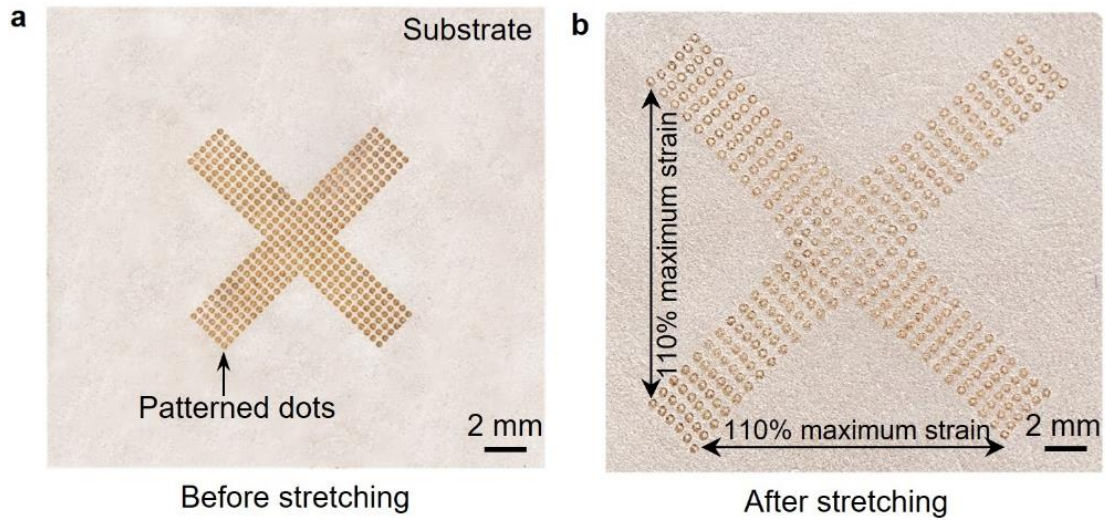 a
Substrate
Patterned dots
2 mm
Before stretching
b
110% maximum strain
110% maximum strain
2 mm
After stretching